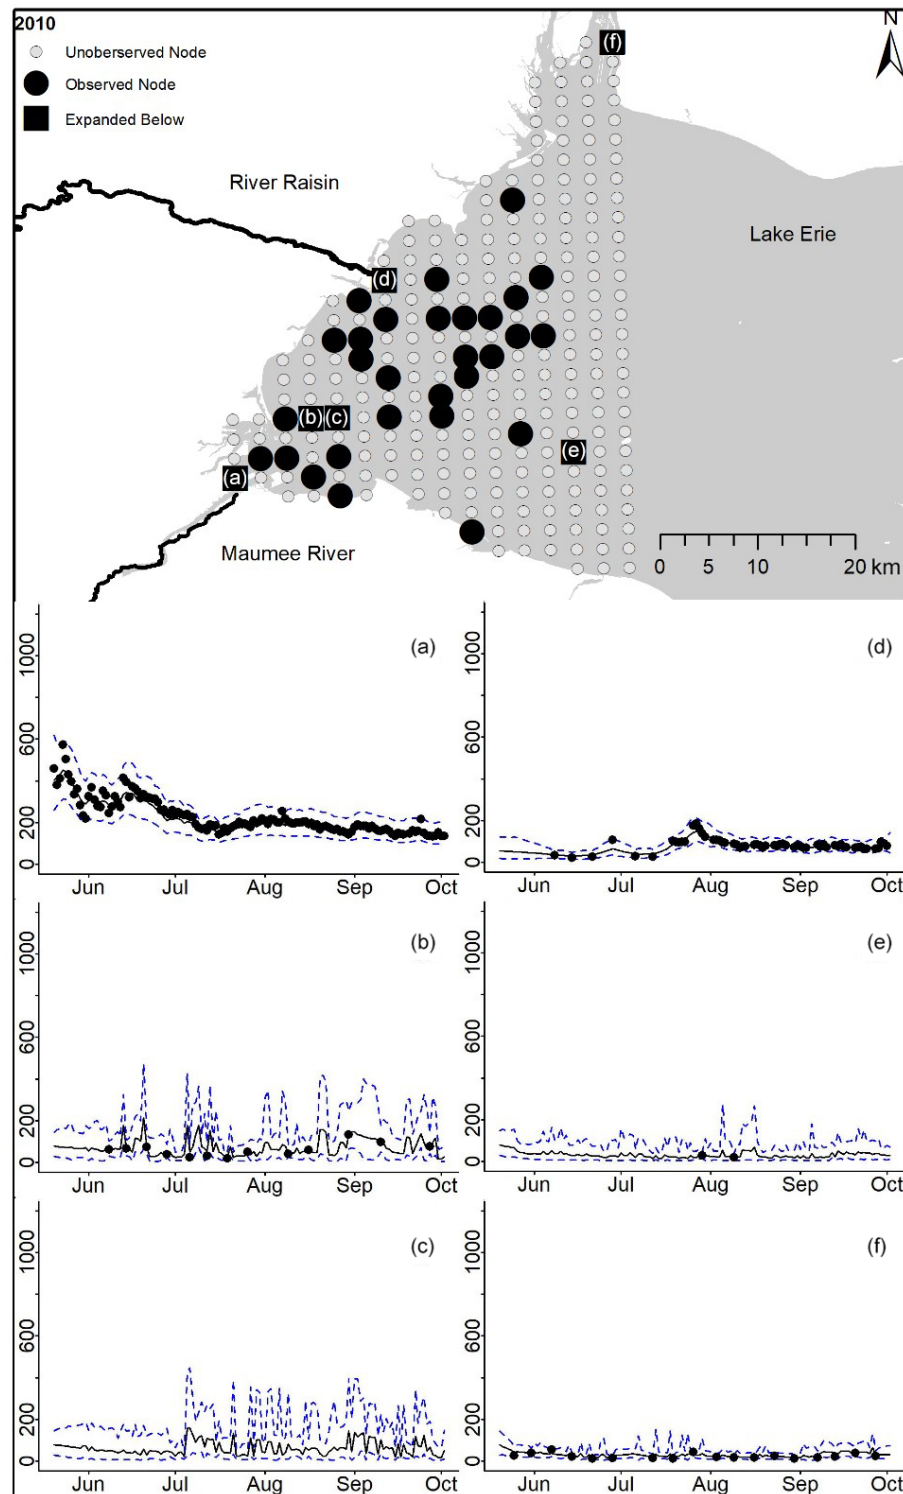 2010
N
Unoberserved Node
Observed Node
Expanded Below
(f)
River Raisin
Lake Erie
(d)
(b) (c)
(e)
(a)
Maumee River
0 5 10 20 km
(a)
0 200 600 1000
Jun Jul Aug Sep Oct
(d)
0 200 600 1000
Jun Jul Aug Sep Oct
(b)
0 200 600 1000
Jun Jul Aug Sep Oct
(e)
0 200 600 1000
Jun Jul Aug Sep Oct
(c)
0 200 600 1000
Jun Jul Aug Sep Oct
(f)
0 200 600 1000
Jun Jul Aug Sep Oct